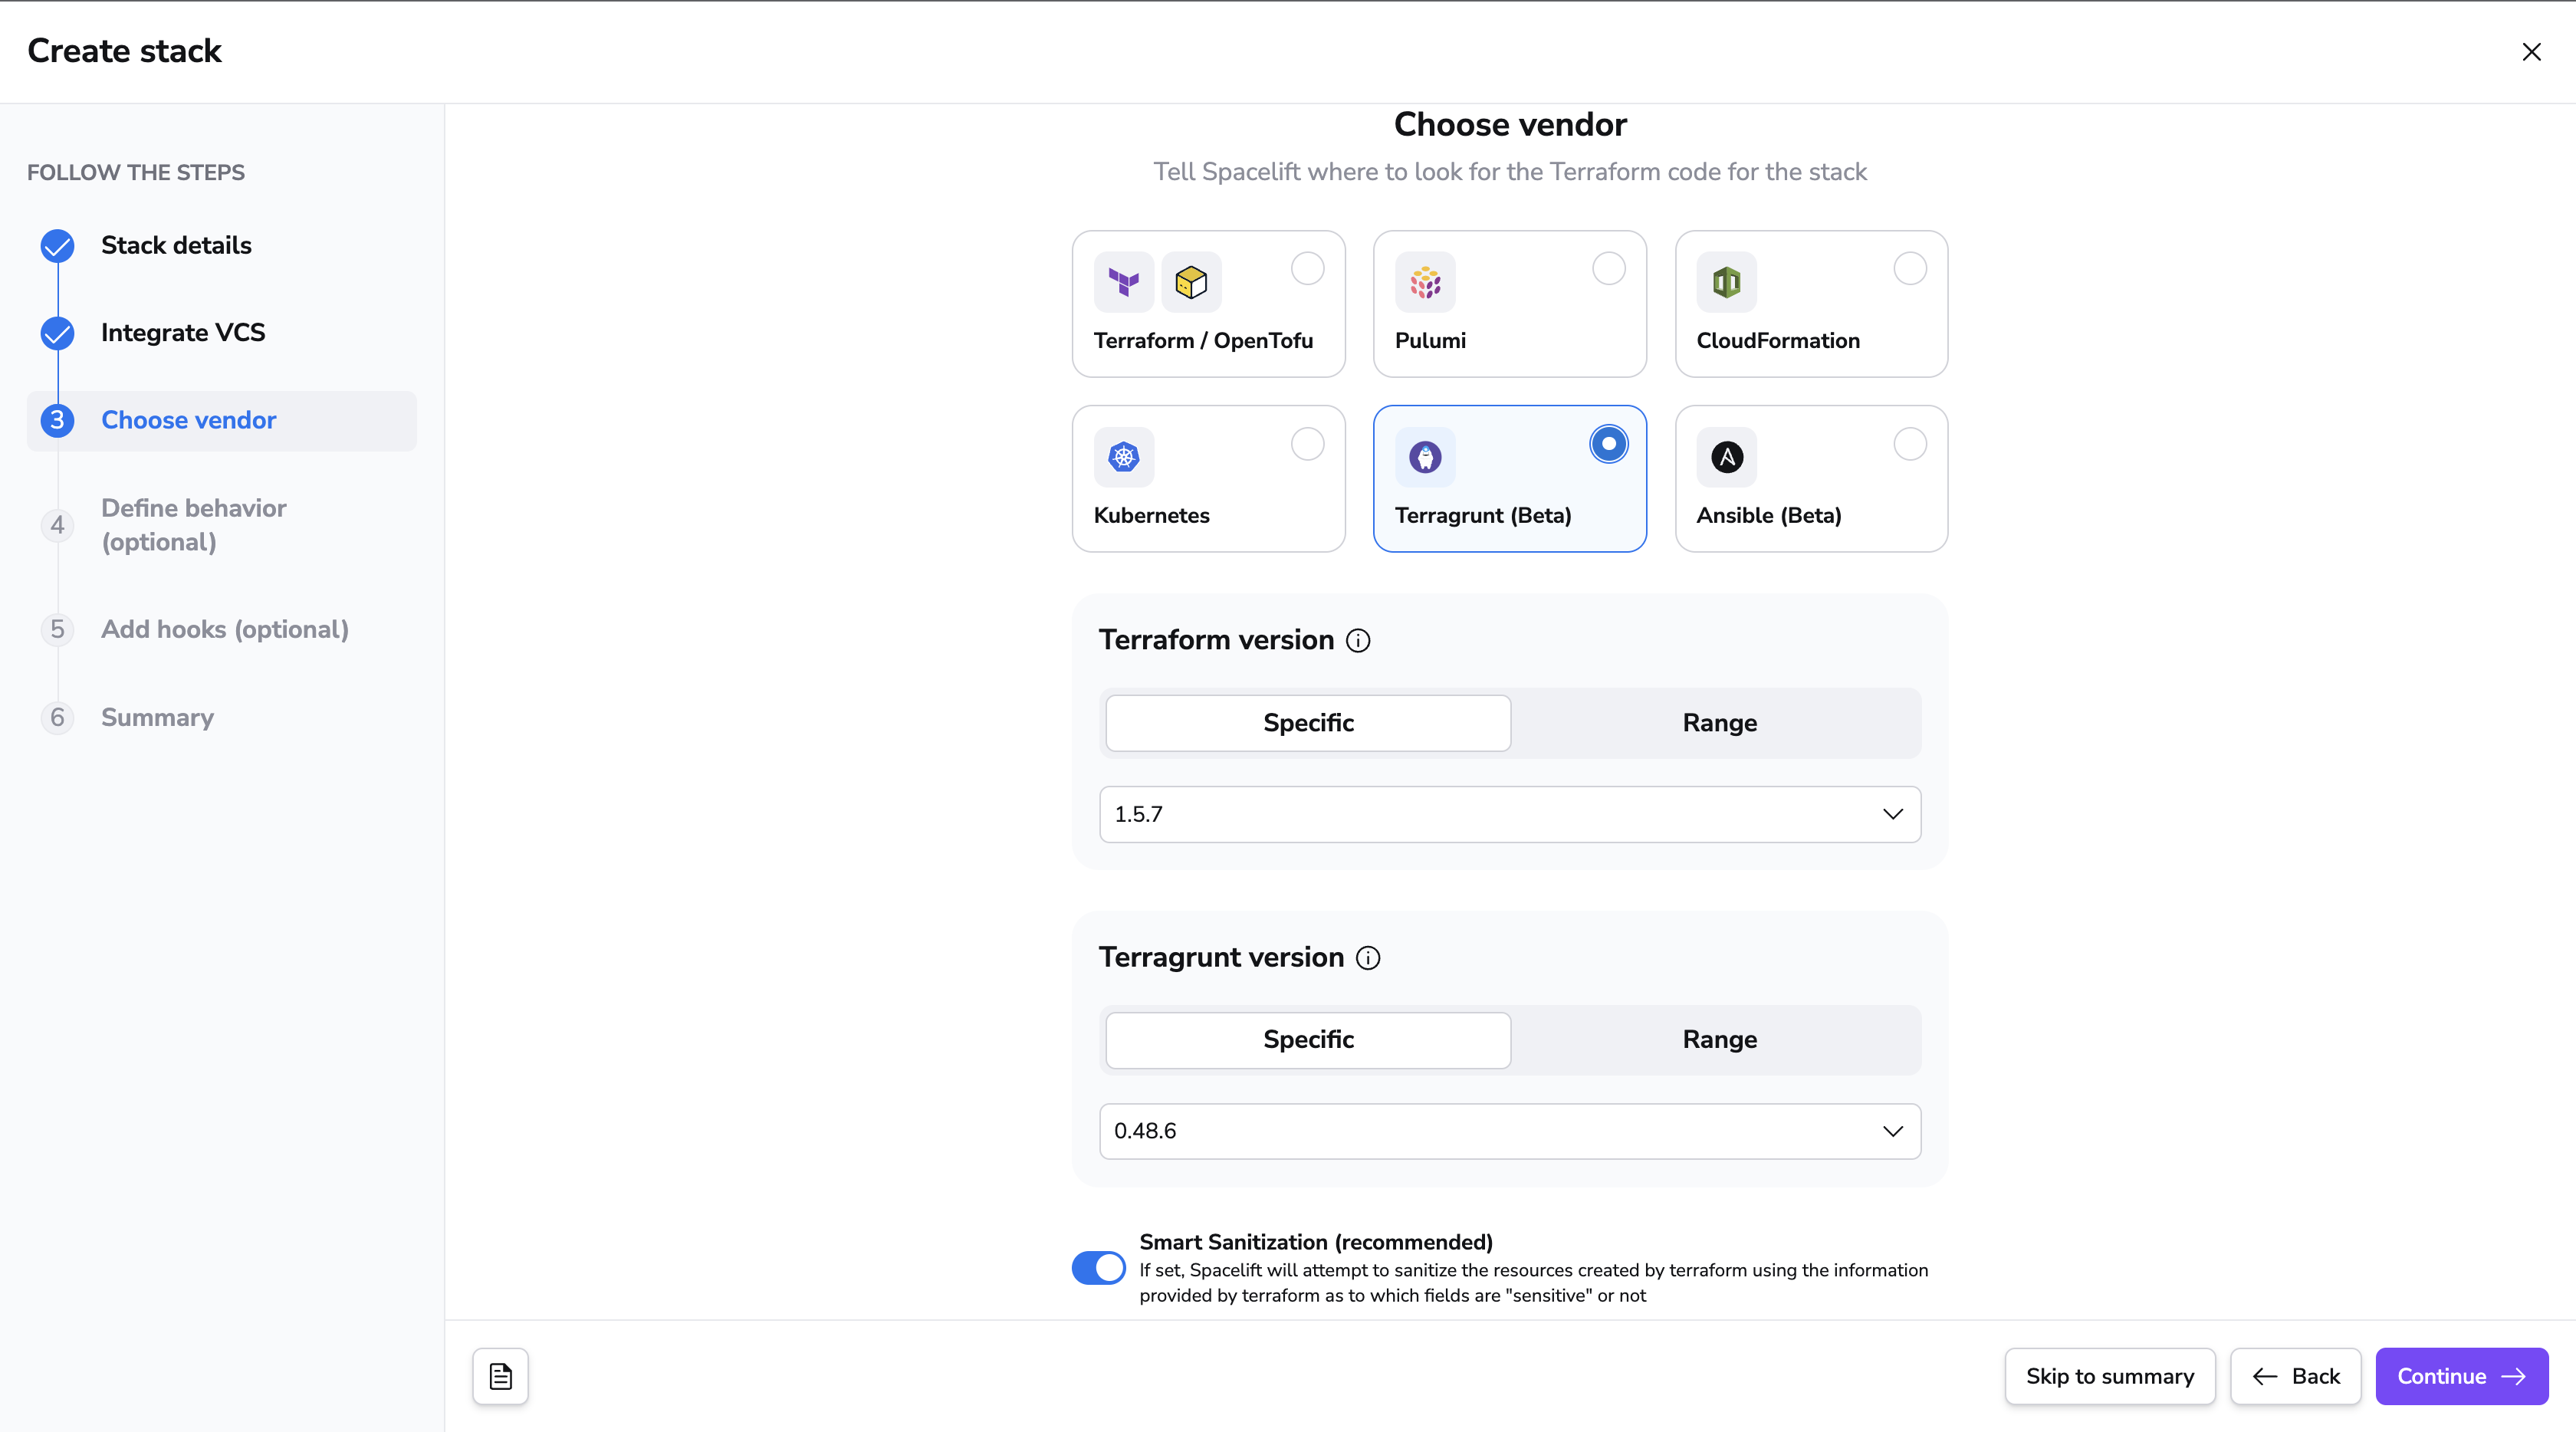 Create stack
FOLLOW THE STEPS
Stack details
Integrate VCS
3 Choose vendor
4 Define behavior
(optional)
5 Add hooks (optional)
6 Summary
Choose vendor
Tell Spacelift where to look for the Terraform code for the stack
Terraform / OpenTofu
Pulumi
CloudFormation
Kubernetes
Terragrunt (Beta)
Ansible (Beta)
Terraform version
Specific
Range
1.5.7
Terragrunt version
Specific
Range
0.48.6
Smart Sanitization (recommended)
If set, Spacelift will attempt to sanitize the resources created by terraform using the information
provided by terraform as to which fields are "sensitive" or not
Skip to summary
Back
Continue